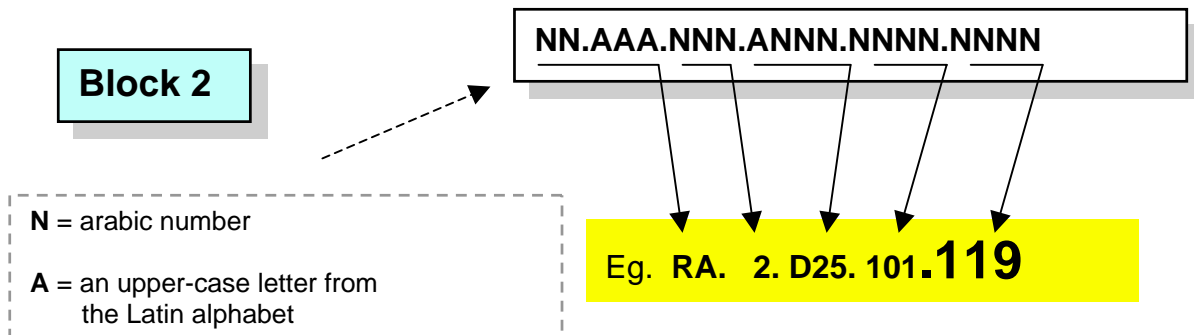 NN.AAA.NNN.ANNN.NNNN.NNNN
Block 2
N = arabic number
A = an upper-case letter from
the Latin alphabet
Eg. RA. 2. D25. 101.119